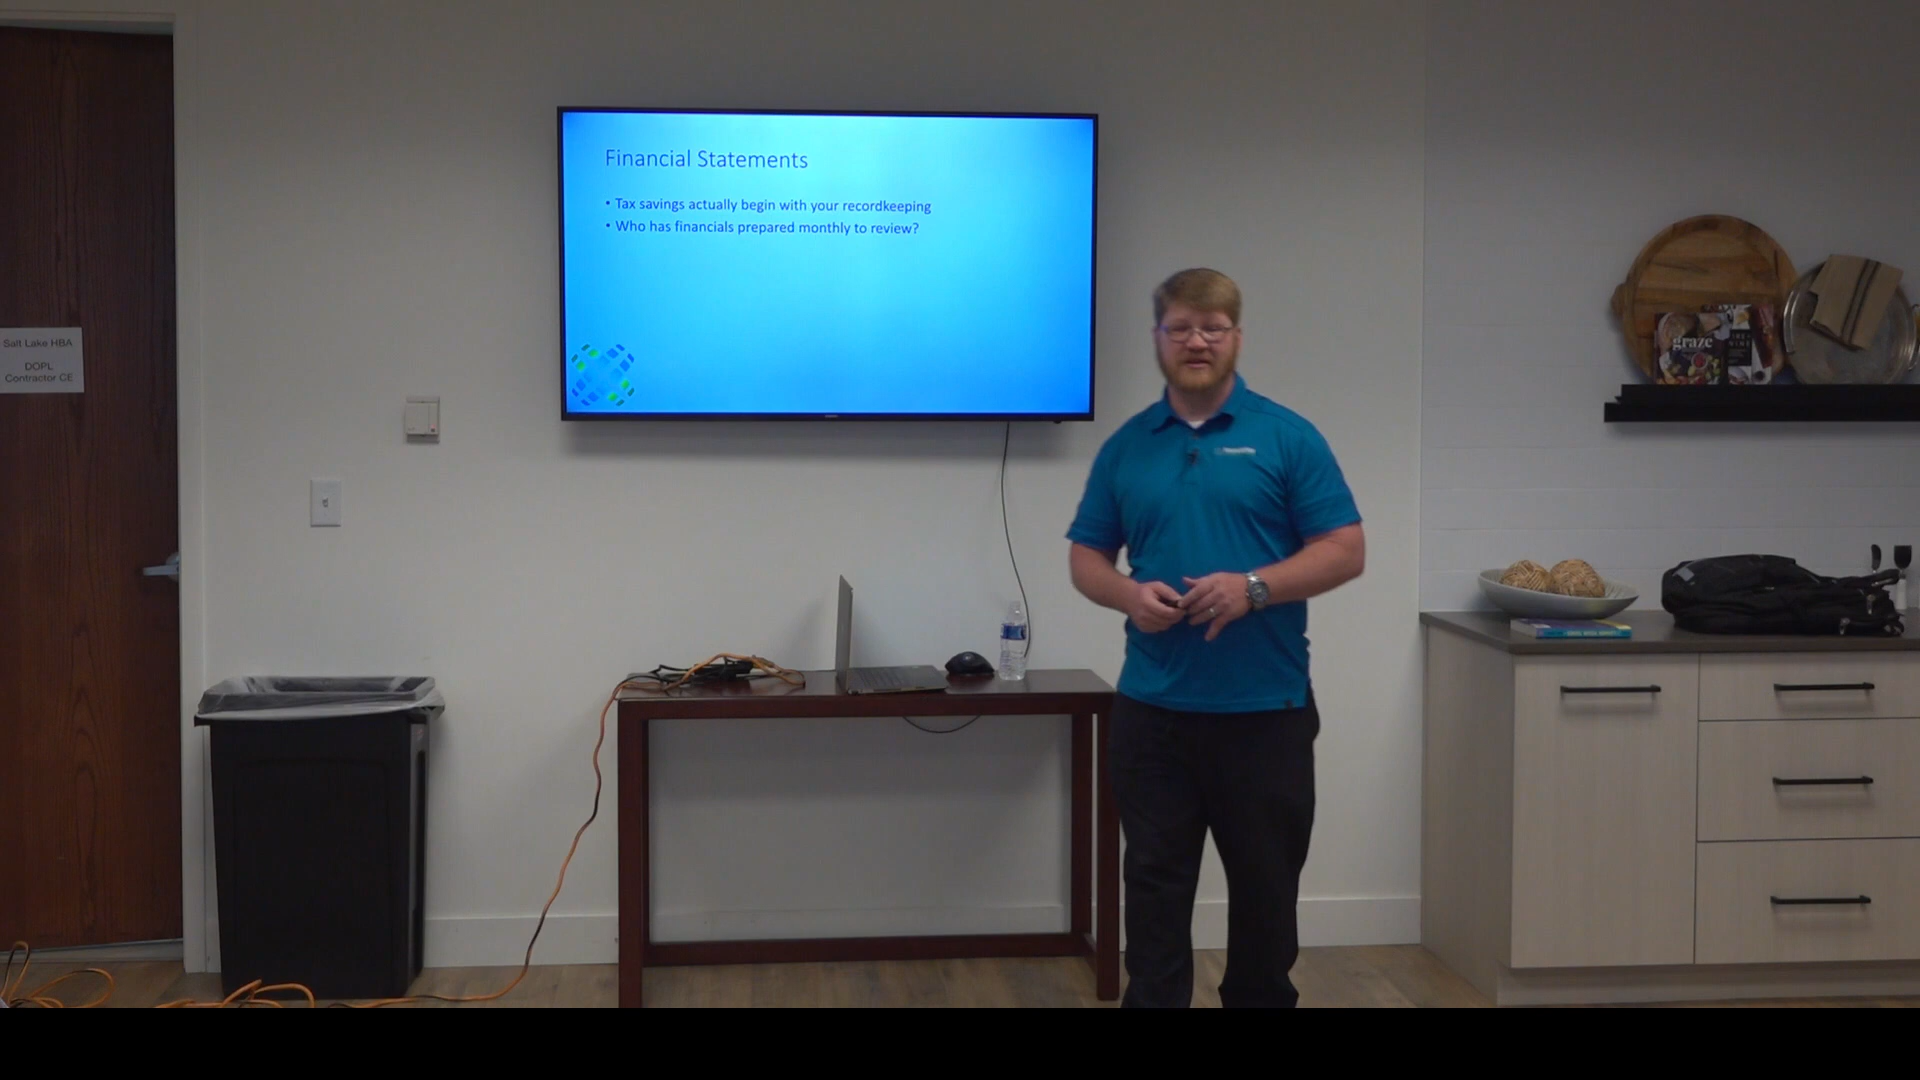 Financial Statements
• Tax savings actually begin with your recordkeeping
• Who has financials prepared monthly to review?
Salt Lake HBA
DOPL
Contractor CE
graze